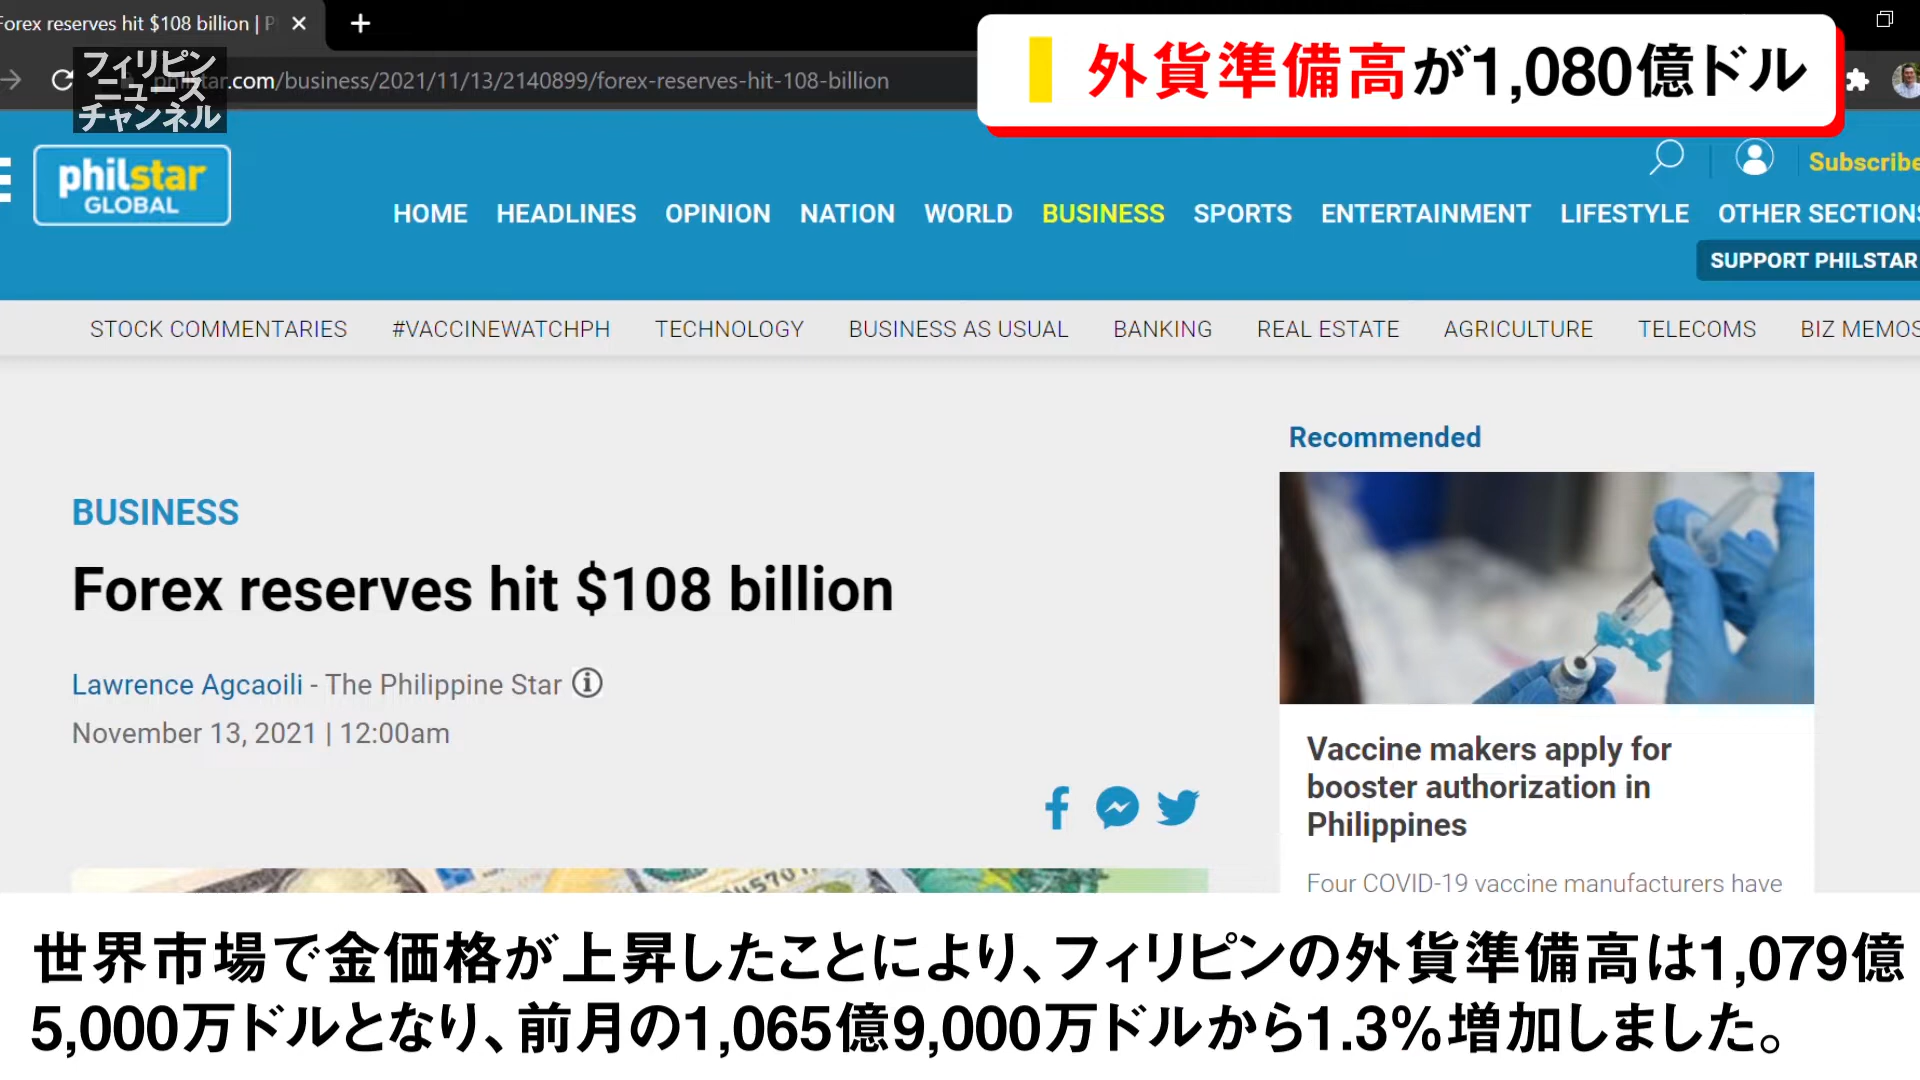 Forex reserves hit $108 billion |
外貨準備高が1,080億ドル
フィリピン
ニュース
チャンネル
.com/business/2021/11/13/2140899/forex-reserves-hit-108-billion
philstar
GLOBAL
Subscribe
HOME HEADLINES OPINION NATION WORLD BUSINESS SPORTS ENTERTAINMENT LIFESTYLE OTHER SECTIONS
SUPPORT PHILSTAR
STOCK COMMENTARIES #VACCINEWATCHPH TECHNOLOGY BUSINESS AS USUAL BANKING REAL ESTATE AGRICULTURE TELECOMS BIZ MEMOS
Recommended
BUSINESS
Forex reserves hit $108 billion
Lawrence Agcaoili - The Philippine Star
November 13, 2021 | 12:00am
Vaccine makers apply for
booster authorization in
Philippines
Four COVID-19 vaccine manufacturers have
世界市場で金価格が上昇したことにより、フィリピンの外貨準備高は1,079億
5,000万ドルとなり、前月の1,065億9,000万ドルから1.3%増加しました。